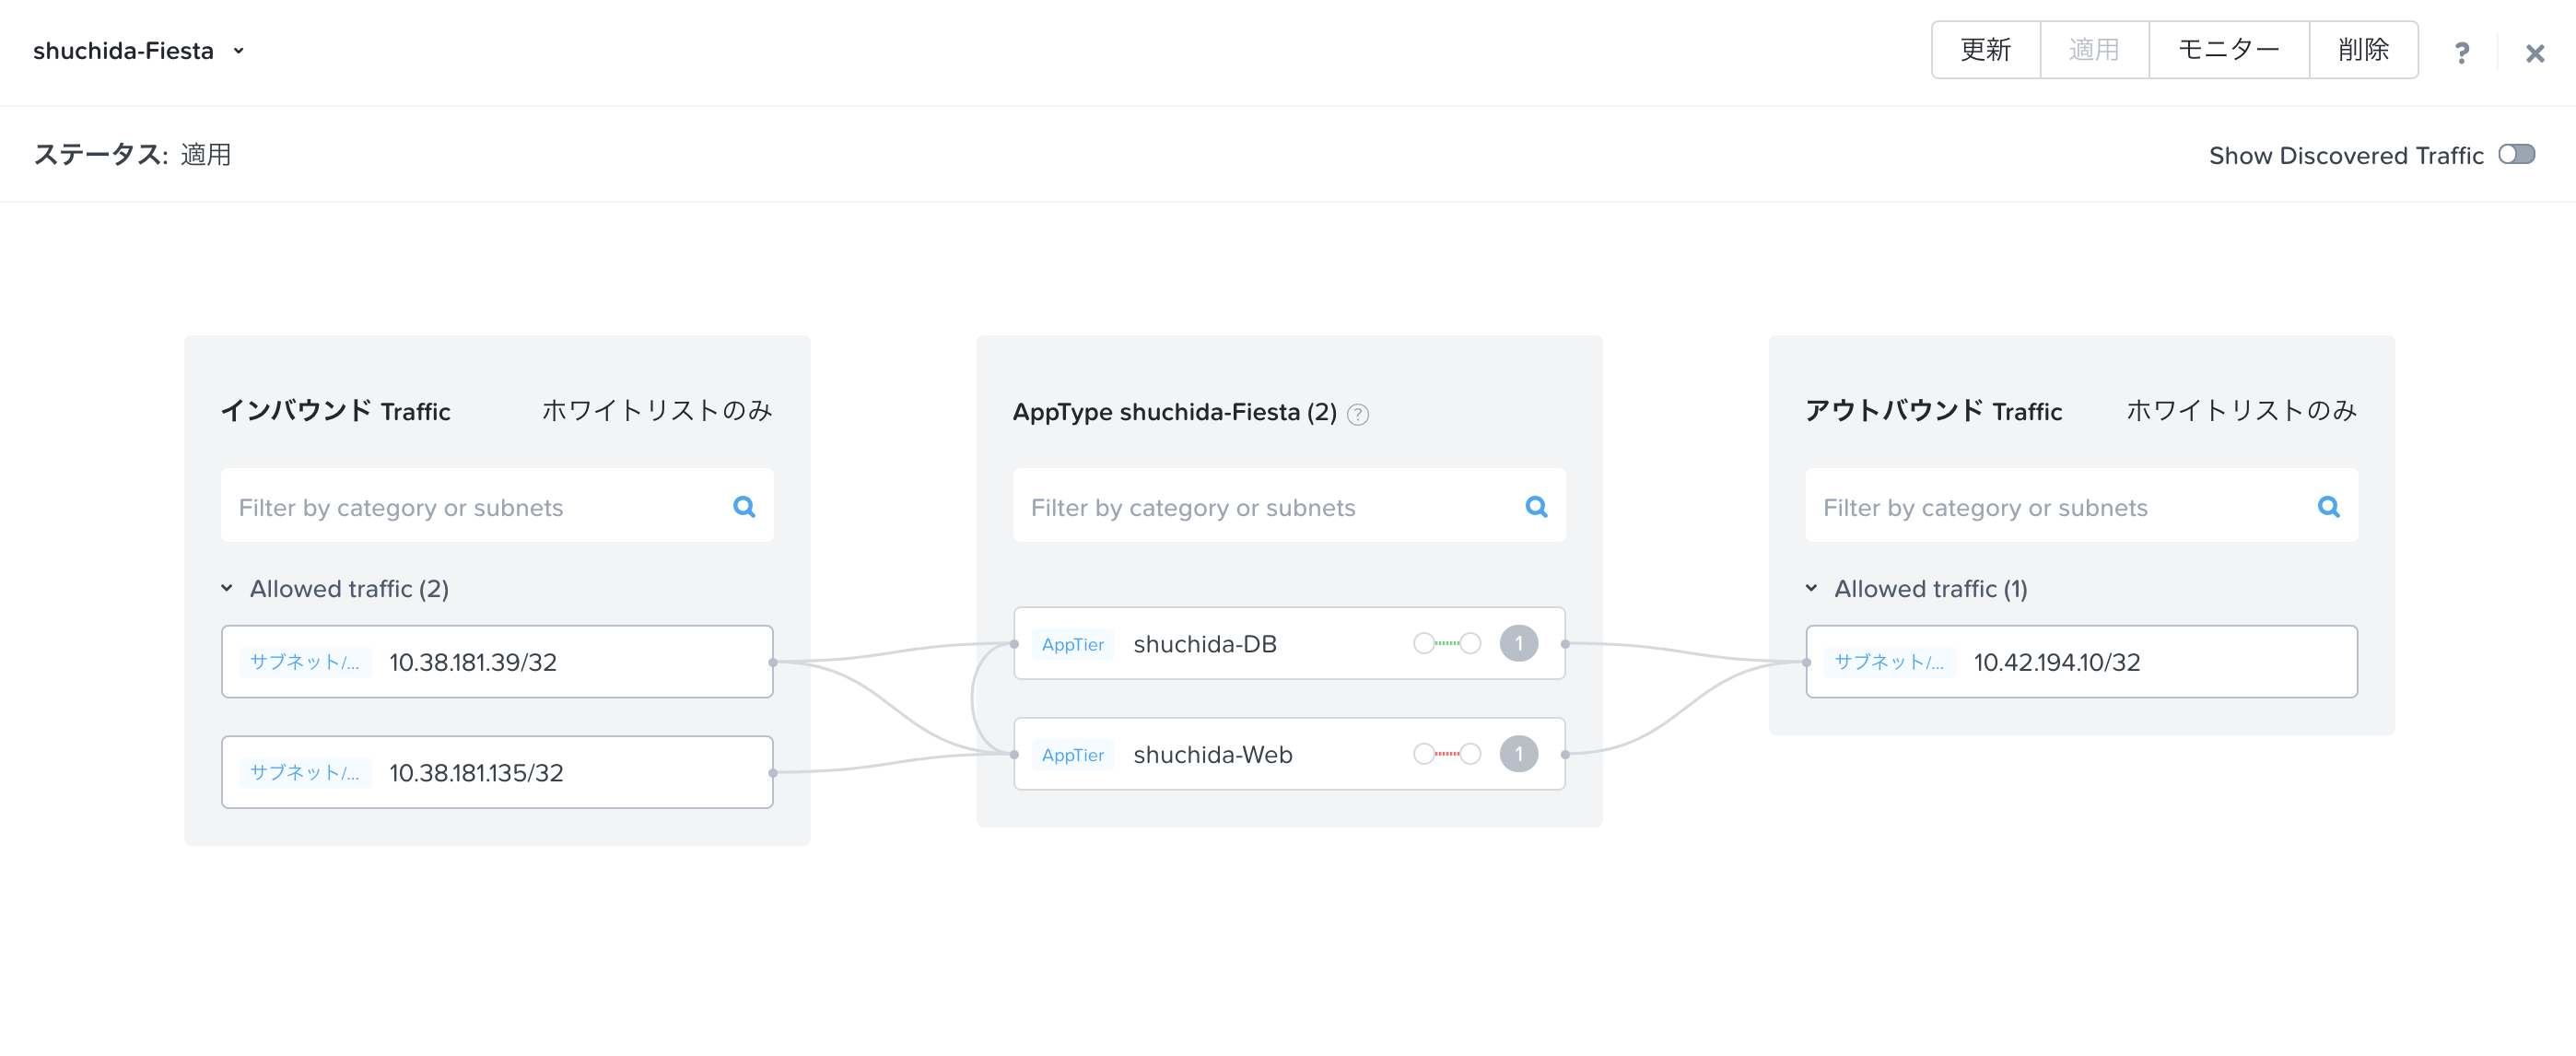 shuchida-Fiesta
更新 適用 モニター 削除 ?
ステータス: 適用
Show Discovered Traffic
インバウンド Traffic ホワイトリストのみ
Filter by category or subnets
Allowed traffic (2)
サブネット/... 10.38.181.39/32
サブネット/... 10.38.181.135/32
AppType shuchida-Fiesta (2) ?
Filter by category or subnets
AppTier shuchida-DB 1
AppTier shuchida-Web 1
アウトバウンド Traffic ホワイトリストのみ
Filter by category or subnets
Allowed traffic (1)
サブネット/... 10.42.194.10/32